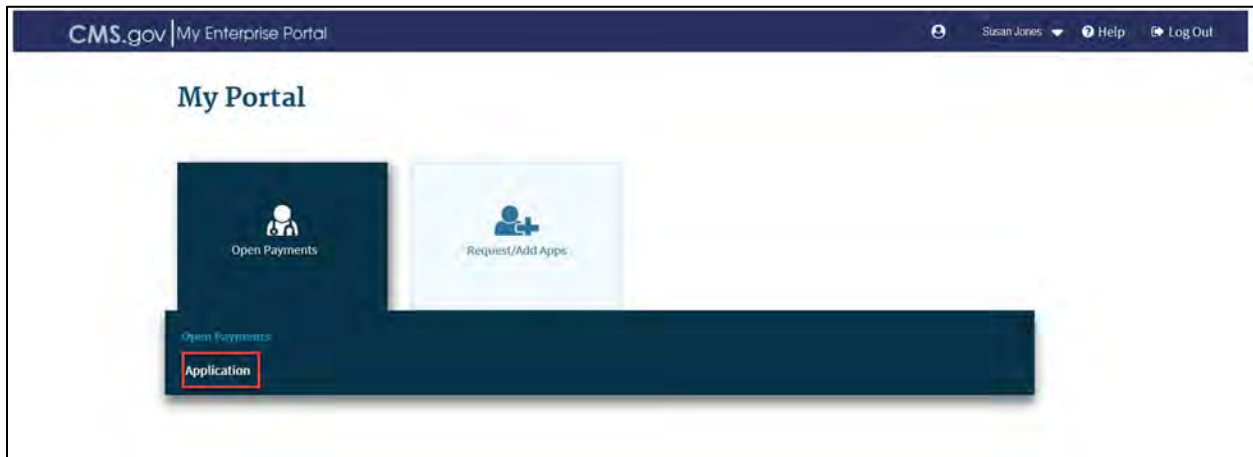 CMS.gov My Enterprise Portal Susan Jones Help Log Out
My Portal
Open Payments Request/Add Apps
Open Payments
Application